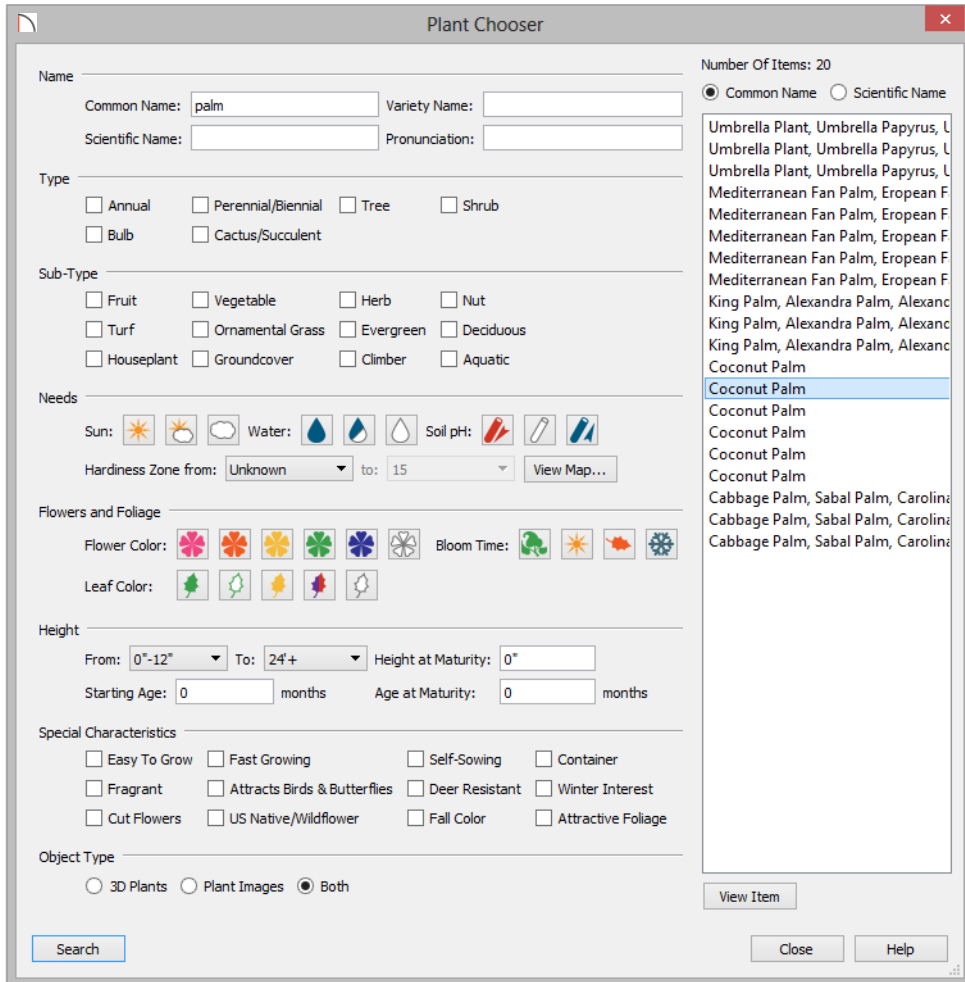 Plant Chooser
Name
Common Name: palm Variety Name:
Scientific Name: Pronunciation:
Type
Annual Perennial/Biennial Tree Shrub
Bulb Cactus/Succulent
Sub-Type
Fruit Vegetable Herb Nut
Turf Ornamental Grass Evergreen Deciduous
Houseplant Groundcover Climber Aquatic
Needs
Sun: Water: Soil pH:
Hardiness Zone from: Unknown to: 15 View Map...
Flowers and Foliage
Flower Color: Bloom Time:
Leaf Color:
Height
From: 0"-12" To: 24'+ Height at Maturity: 0"
Starting Age: 0 months Age at Maturity: 0 months
Special Characteristics
Easy To Grow Fast Growing Self-Sowing Container
Fragrant Attracts Birds & Butterflies Deer Resistant Winter Interest
Cut Flowers US Native/Wildflower Fall Color Attractive Foliage
Object Type
3D Plants Plant Images Both
Search
Number Of Items: 20
Common Name Scientific Name
Umbrella Plant, Umbrella Papyrus, U
Umbrella Plant, Umbrella Papyrus, U
Umbrella Plant, Umbrella Papyrus, U
Mediterranean Fan Palm, Eropean F
Mediterranean Fan Palm, Eropean F
Mediterranean Fan Palm, Eropean F
Mediterranean Fan Palm, Eropean F
Mediterranean Fan Palm, Eropean F
King Palm, Alexandra Palm, Alexand
King Palm, Alexandra Palm, Alexand
King Palm, Alexandra Palm, Alexand
Coconut Palm
Coconut Palm
Coconut Palm
Coconut Palm
Coconut Palm
Coconut Palm
Cabbage Palm, Sabal Palm, Carolina
Cabbage Palm, Sabal Palm, Carolina
Cabbage Palm, Sabal Palm, Carolina
View Item
Close Help